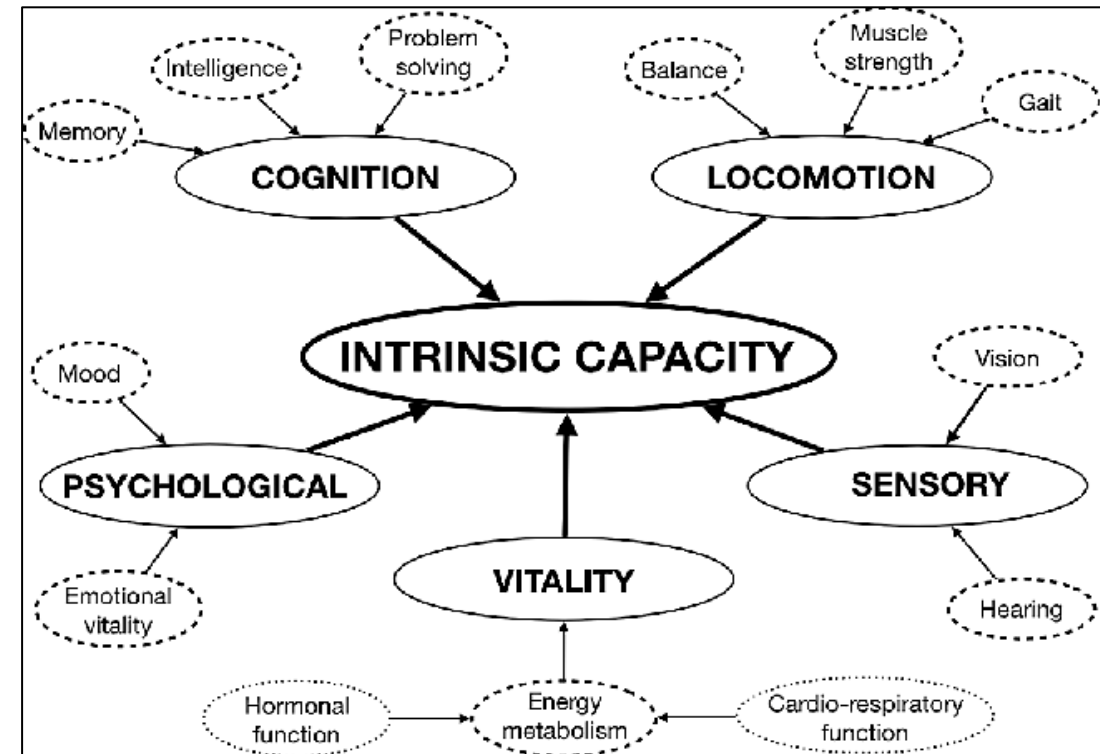 Problem
solving
Muscle
strength
Intelligence
Balance
Gait
Memory
COGNITION
LOCOMOTION
INTRINSIC CAPACITY
Mood
Vision
PSYCHOLOGICAL
SENSORY
VITALITY
Emotional
vitality
Hearing
Hormonal
function
Energy
metabolism
Cardio-respiratory
function